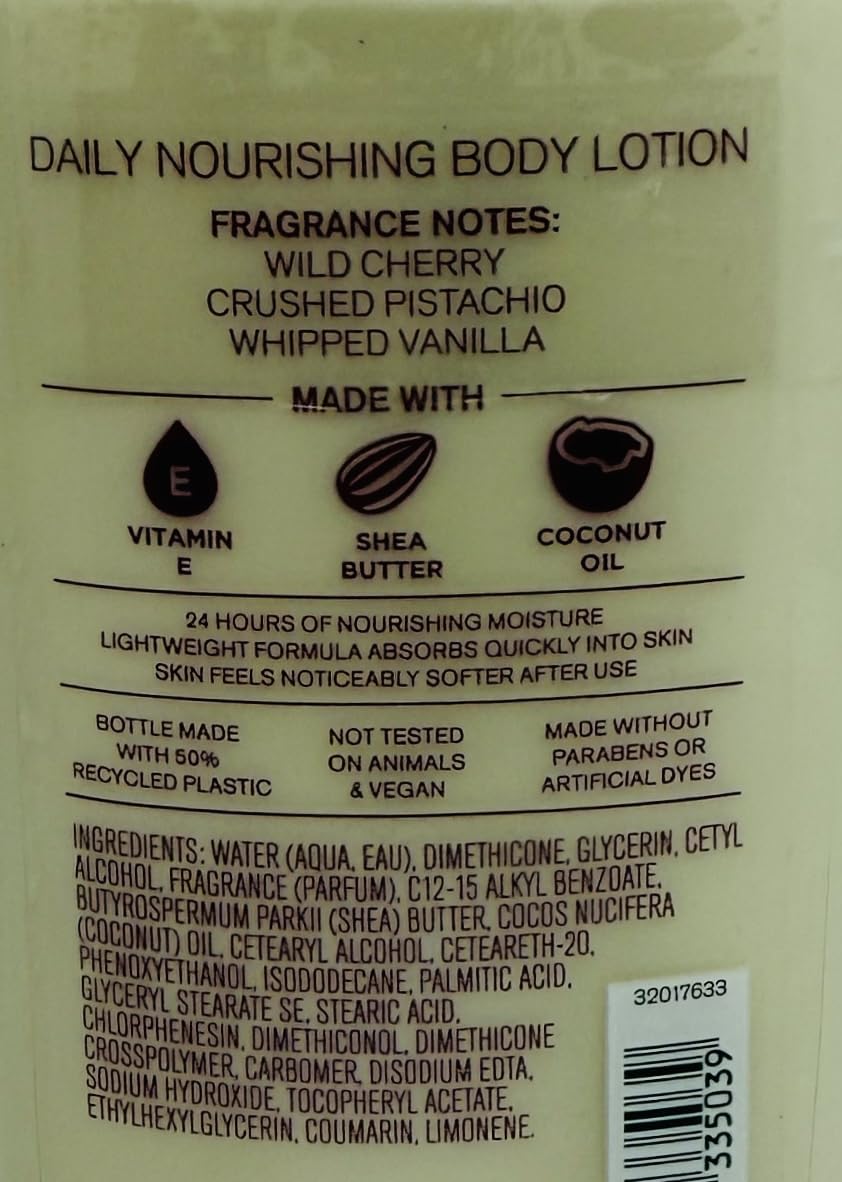 DAILY NOURISHING BODY LOTION
FRAGRANCE NOTES:
WILD CHERRY
CRUSHED PISTACHIO
WHIPPED VANILLA
MADE WITH
E
VITAMIN
E
SHEA
BUTTER
COCONUT
OIL
24 HOURS OF NOURISHING MOISTURE
LIGHTWEIGHT FORMULA ABSORBS QUICKLY INTO SKIN
SKIN FEELS NOTICEABLY SOFTER AFTER USE
BOTTLE MADE
WITH 50%
RECYCLED PLASTIC
NOT TESTED
ON ANIMALS
& VEGAN
MADE WITHOUT
PARABENS OR
ARTIFICIAL DYES
INGREDIENTS: WATER (AQUA, EAU), DIMETHICONE, GLYCERIN, CETYL
ALCOHOL, FRAGRANCE (PARFUM), C12-15 ALKYL BENZOATE,
BUTYROSPERMUM PARKII (SHEA) BUTTER, COCOS NUCIFERA
(COCONUT) OIL, CETEARYL ALCOHOL, CETEARETH-20,
PHENOXYETHANOL, ISODODECANE, PALMITIC ACID,
GLYCERYL STEARATE SE, STEARIC ACID,
CHLORPHENESIN, DIMETHICONOL, DIMETHICONE
CROSSPOLYMER, CARBOMER, DISODIUM EDTA,
SODIUM HYDROXIDE, TOCOPHERYL ACETATE,
ETHYLHEXYLGLYCERIN, COUMARIN, LIMONENE.
32017633
335039